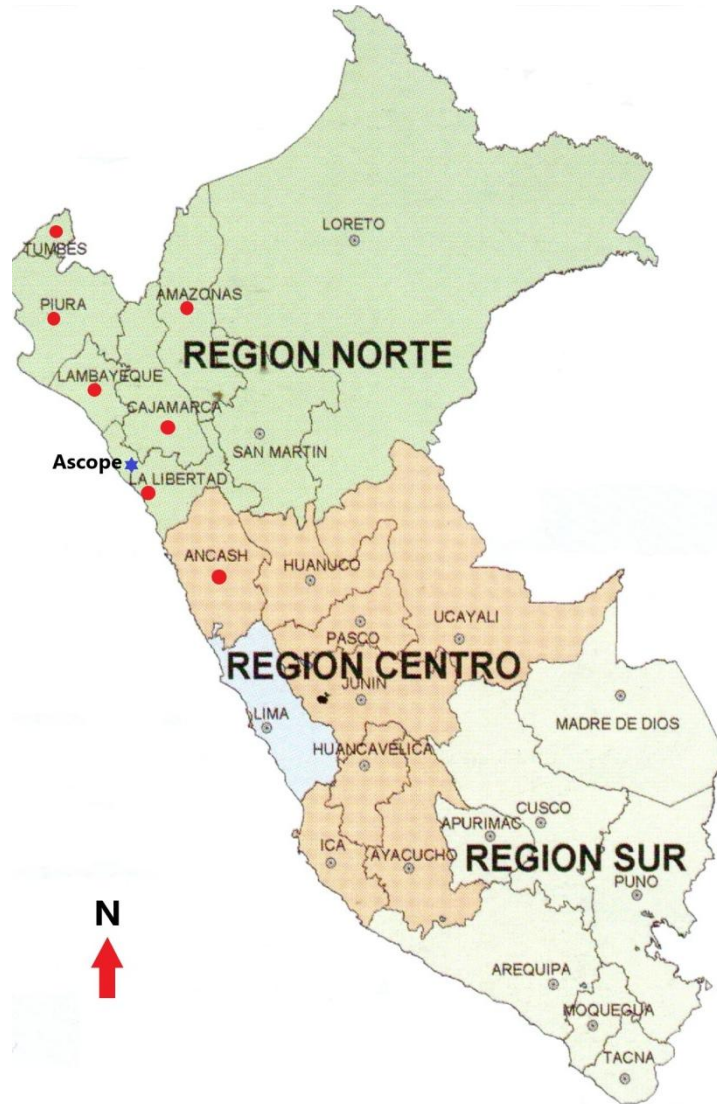 LORETO
TUMBES
AMAZONAS
PIURA
REGION NORTE
LAMBAYEQUE
CAJAMARCA
SAN MARTIN
Ascope
LA LIBERTAD
ANCASH
HUANUCO
UCAYALI
PASCO
REGION CENTRO
JUNIN
LIMA
MADRE DE DIOS
HUANCAVELICA
CUSCO
APURIMAC
ICA
AYACUCHO
REGION SUR
PUNO
N
AREQUIPA
MOQUEGUA
TACNA